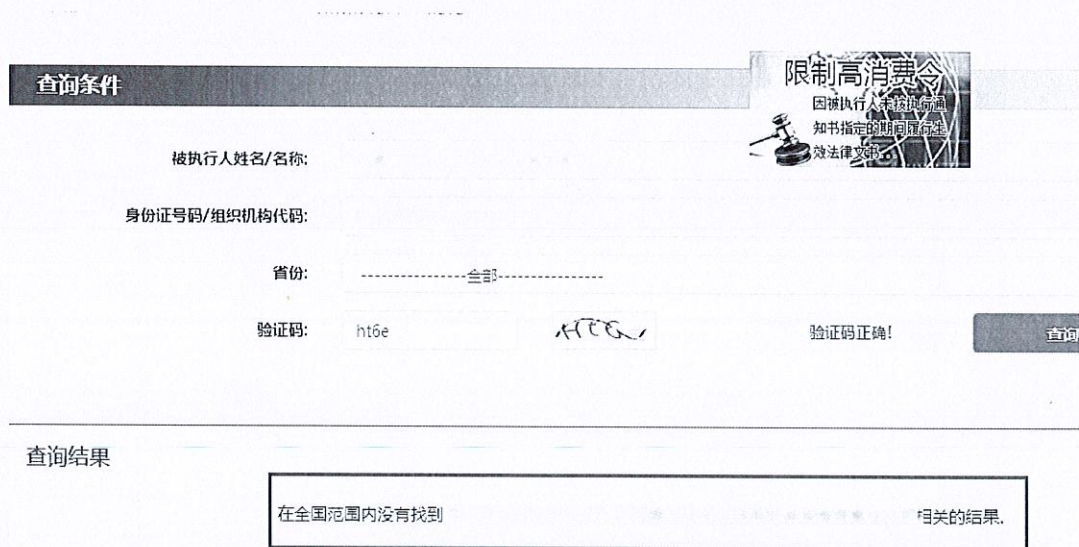 查询条件
限制高消费令
因被执行人未按执行通
知书指定的期间履行生
效法律文书
被执行人姓名/名称:
身份证号码/组织机构代码:
省份:
----------------全部----------------
验证码: ht6e 验证码正确! 查询
查询结果
在全国范围内没有找到 相关的结果.